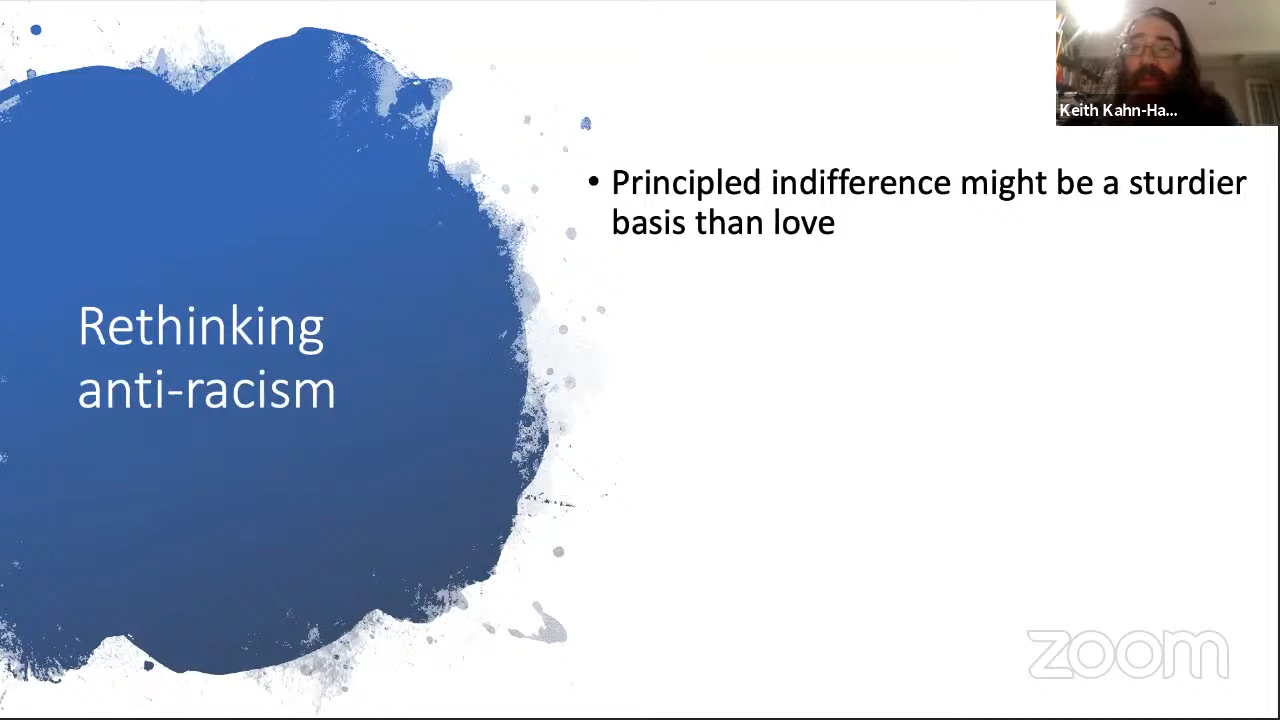 Keith Kahn-Ha...
• Principled indifference might be a sturdier
basis than love
Rethinking
anti-racism
zoom